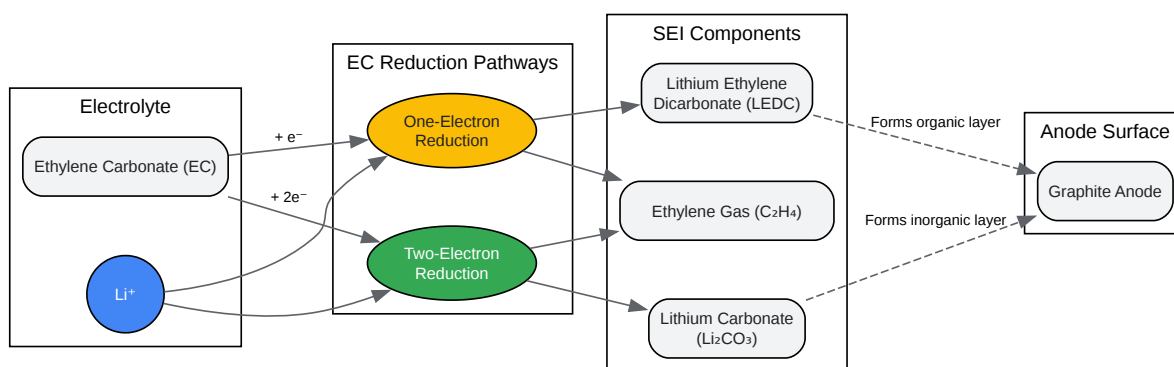 Electrolyte
Ethylene Carbonate (EC)
Li⁺
+ e⁻
+ 2e⁻
EC Reduction Pathways
One-Electron
Reduction
Two-Electron
Reduction
SEI Components
Lithium Ethylene
Dicarbonate (LEDC)
Ethylene Gas (C₂H₄)
Lithium Carbonate
(Li₂CO₃)
Forms organic layer
Forms inorganic layer
Anode Surface
Graphite Anode